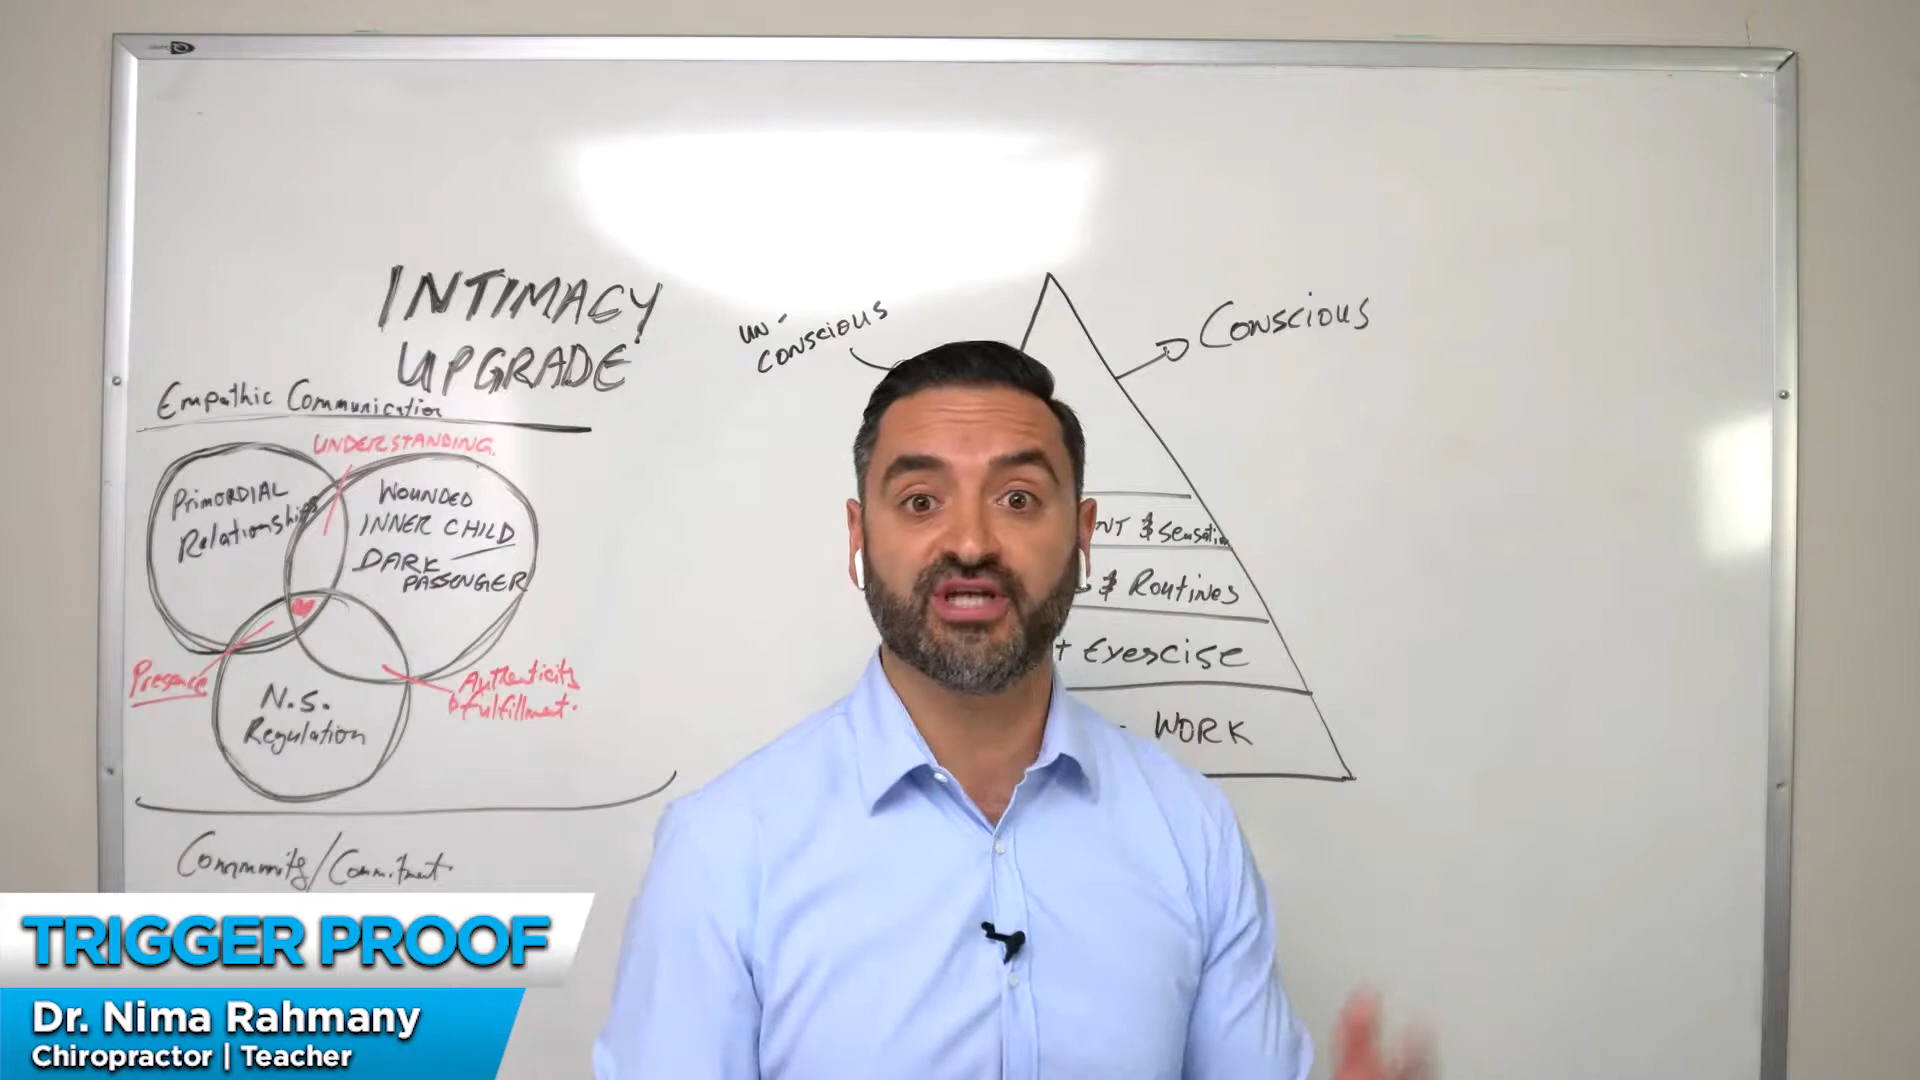 INTIMACY
UPGRADE
Empathic Communication
UNDERSTANDING
PRIMORDIAL
Relationships
WOUNDED
INNER CHILD
DARK
PASSENGER
Presence
N.S.
Regulation
Authenticity
& fulfillment.
Community/Commitment
UN-
CONSCIOUS
Conscious
NT & Sensation
& Routines
+ Exercise
- WORK
TRIGGER PROOF
Dr. Nima Rahmany
Chiropractor | Teacher